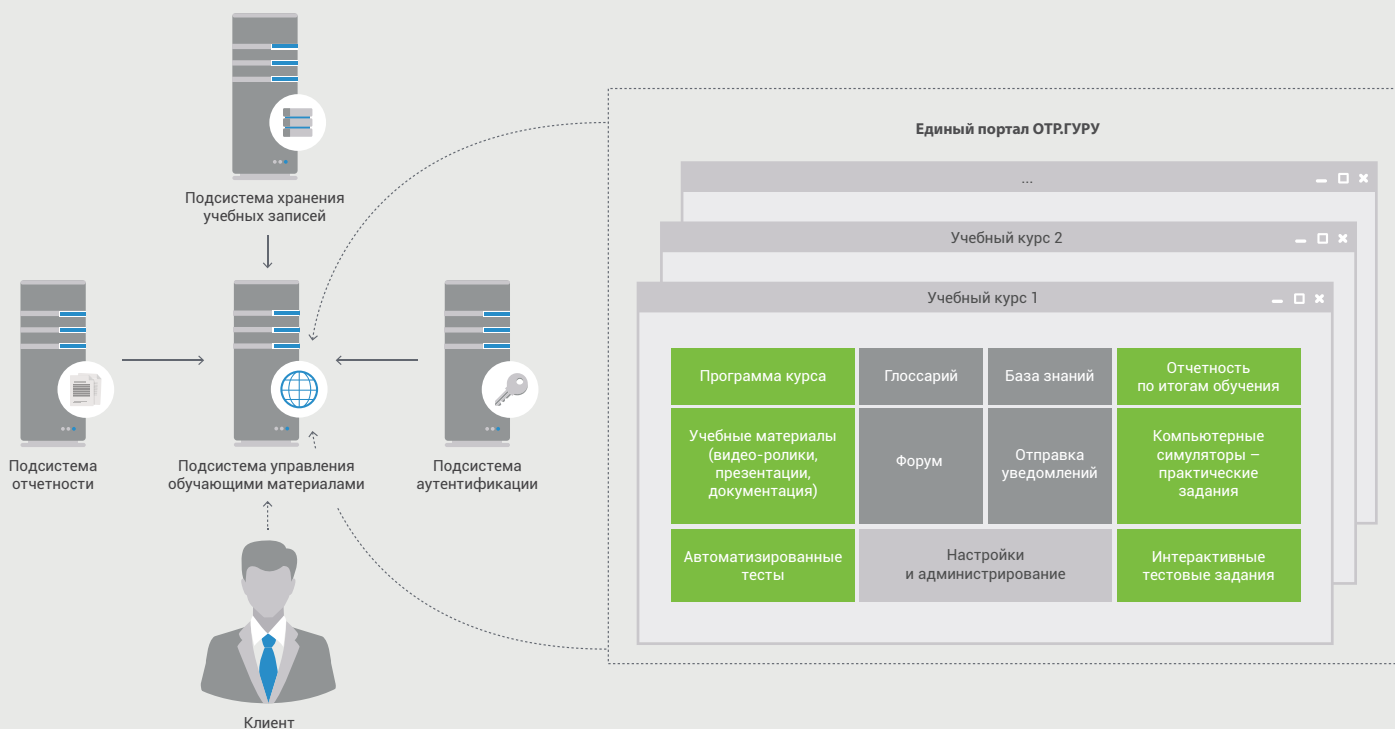 Подсистема хранения
учебных записей
Подсистема
отчетности
Подсистема управления
обучающими материалами
Подсистема
аутентификации
Клиент
Единый портал ОТР.ГУРУ
...
Учебный курс 2
Учебный курс 1
Программа курса
Глоссарий
База знаний
Отчетность
по итогам обучения
Учебные материалы
(видео-ролики,
презентации,
документация)
Форум
Отправка
уведомлений
Компьютерные
симуляторы –
практические
задания
Автоматизированные
тесты
Настройки
и администрирование
Интерактивные
тестовые задания